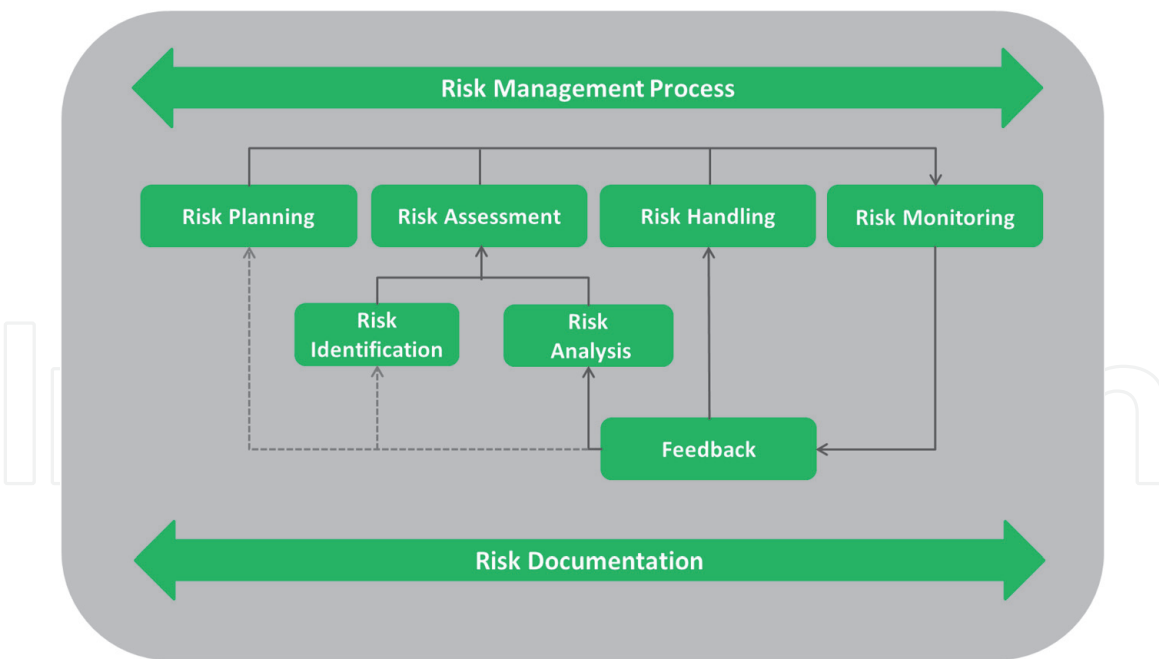 Risk Management Process
Risk Planning
Risk Assessment
Risk Handling
Risk Monitoring
Risk
Identification
Risk
Analysis
Feedback
Risk Documentation